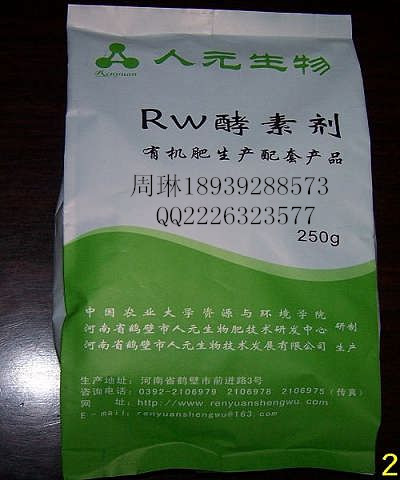 人元生物
Renyuan
RW酵素剂
有机肥生产配套产品
周琳18939288573
QQ2226323577
250g
中国农业大学资源与环境学院
河南省鹤壁市人元生物肥技术研发中心 研制
河南省鹤壁市人元生物技术发展有限公司 生产
生产地址：河南省鹤壁市前进路3号
咨询电话：0392-2106979 2106978 2106975（传真）
网 址：http://www.renyuanshengwu.com
E-mail：renyuanshengwu@163.com
2